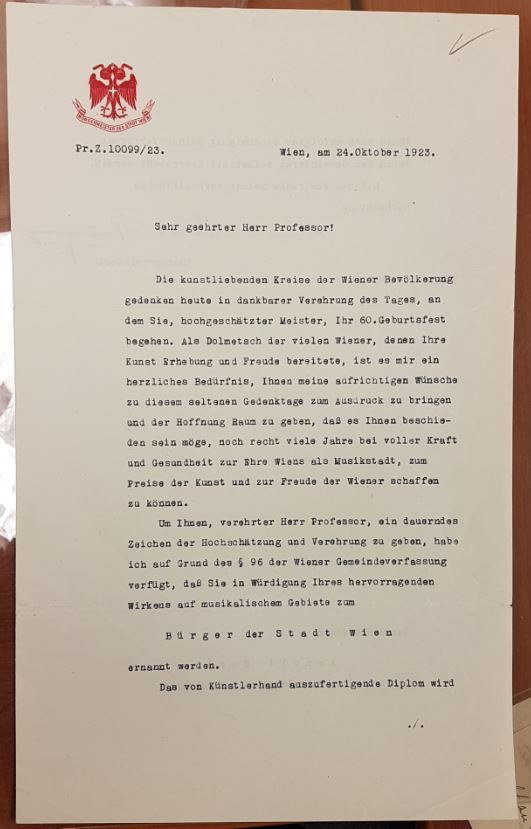 BÜRGERMEISTER DER STADT WIEN
Pr.Z.10099/23.
Wien, am 24.Oktober 1923.
Sehr geehrter Herr Professor!
Die kunstliebenden Kreise der Wiener Bevölkerung
gedenken heute in dankbarer Verehrung des Tages, an
dem Sie, hochgeschätzter Meister, Ihr 60.Geburtsfest
begehen. Als Dolmetsch der vielen Wiener, denen Ihre
Kunst Erhebung und Freude bereitete, ist es mir ein
herzliches Bedürfnis, Ihnen meine aufrichtigen Wünsche
zu diesem seltenen Gedenktage zum Ausdruck zu bringen
und der Hoffnung Raum zu geben, daß es Ihnen beschie-
den sein möge, noch recht viele Jahre bei voller Kraft
und Gesundheit zur Ehre Wiens als Musikstadt, zum
Preise der Kunst und zur Freude der Wiener schaffen
zu können.
Um Ihnen, verehrter Herr Professor, ein dauerndes
Zeichen der Hochschätzung und Verehrung zu geben, habe
ich auf Grund des § 96 der Wiener Gemeindeverfassung
verfügt, daß Sie in Würdigung Ihres hervorragenden
Wirkens auf musikalischem Gebiete zum
Bürger der Stadt Wien
ernannt werden.
Das von Künstlerhand auszufertigende Diplom wird
./.